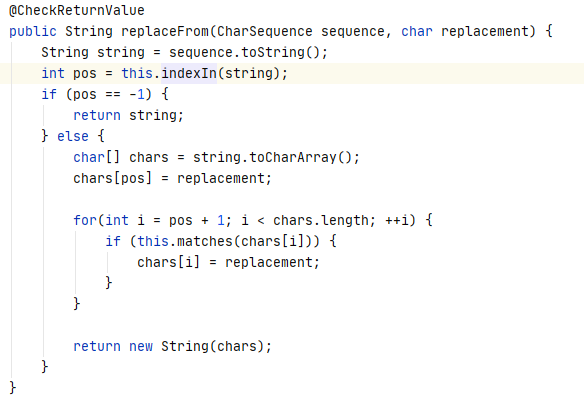 @CheckReturnValue
public String replaceFrom(CharSequence sequence, char replacement) {
    String string = sequence.toString();
    int pos = this.indexIn(string);
    if (pos == -1) {
        return string;
    } else {
        char[] chars = string.toCharArray();
        chars[pos] = replacement;

        for(int i = pos + 1; i < chars.length; ++i) {
            if (this.matches(chars[i])) {
                chars[i] = replacement;
            }
        }

        return new String(chars);
    }
}